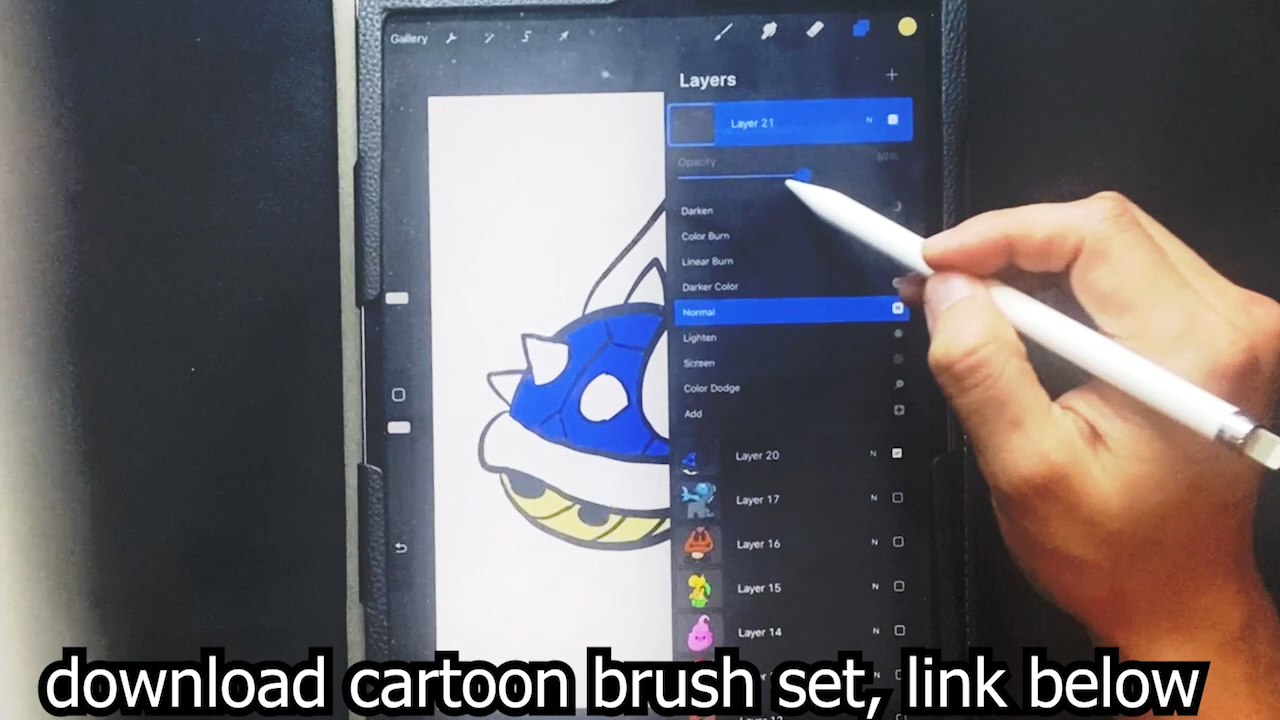 Gallery
Layers
Layer 21 N
Opacity
Darken
Color Burn
Linear Burn
Darker Color
Normal N
Lighten
Screen
Color Dodge
Add
Layer 20 N
Layer 17 N
Layer 16 N
Layer 15 N
Layer 14 N
download cartoon brush set, link below